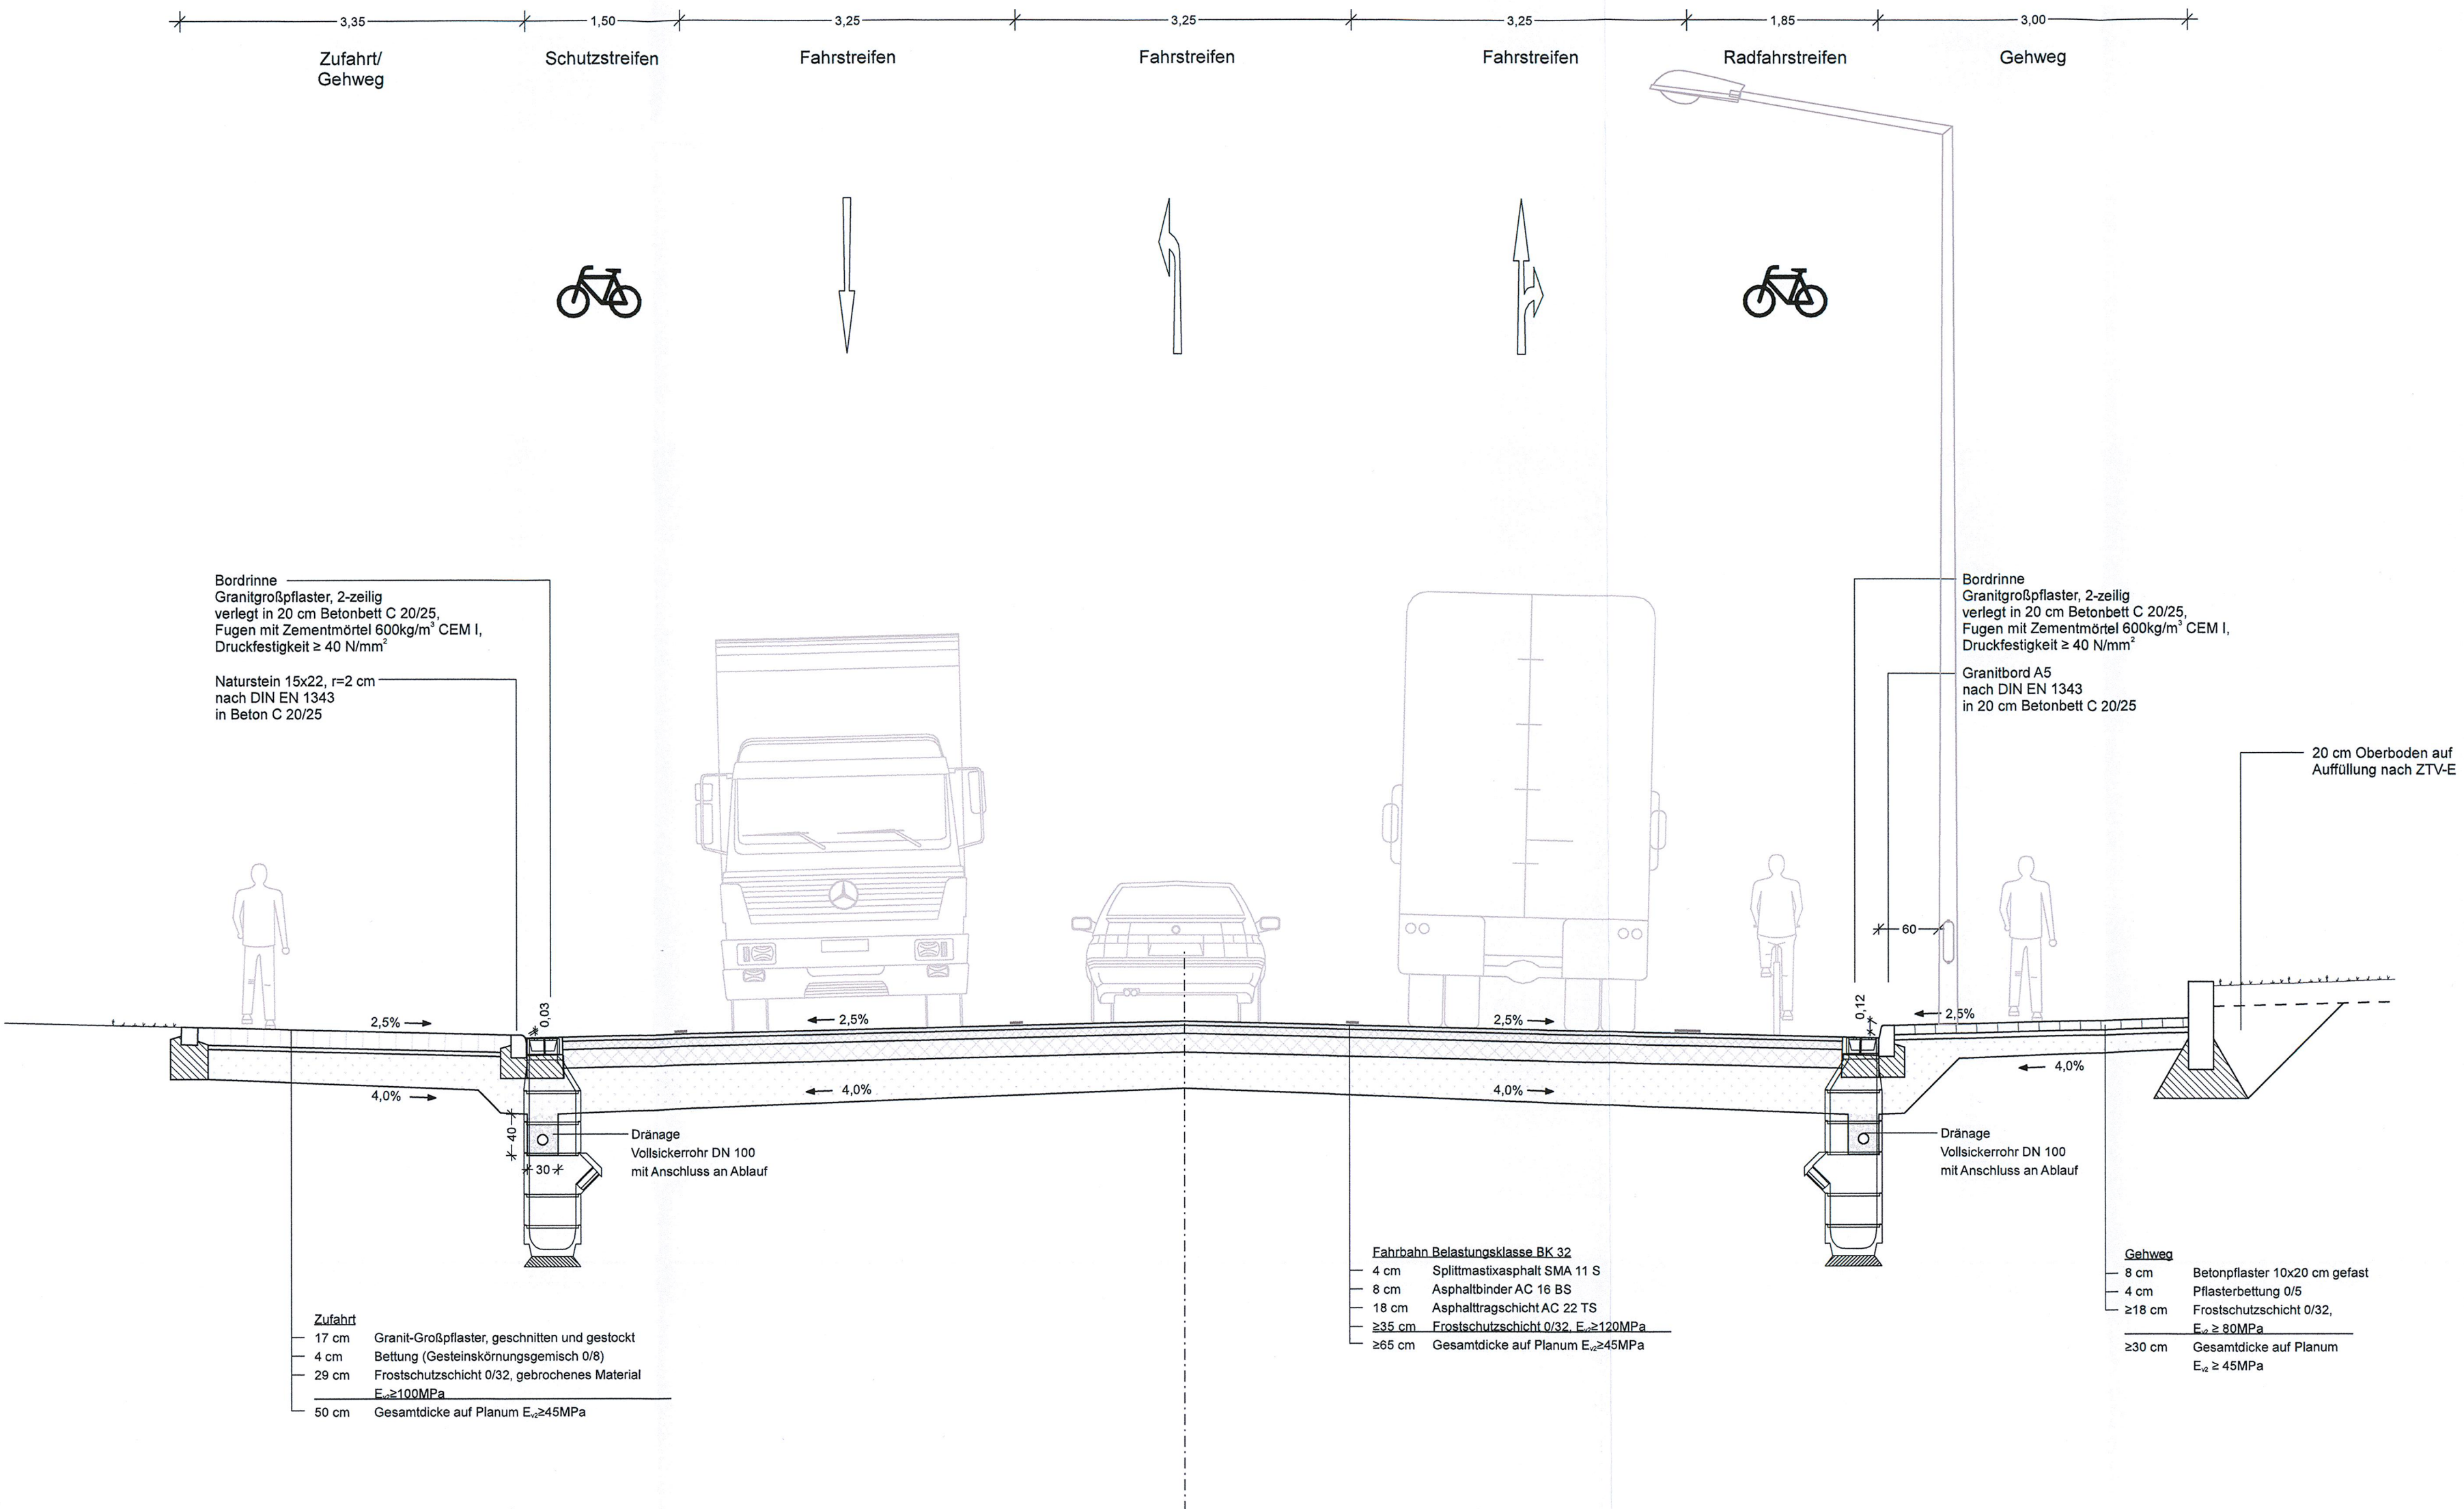 3,35 1,50 3,25 3,25 3,25 1,85 3,00
Zufahrt/
Gehweg
Schutzstreifen
Fahrstreifen
Fahrstreifen
Fahrstreifen
Radfahrstreifen
Gehweg
Bordrinne
Granitgroßpflaster, 2-zeilig
verlegt in 20 cm Betonbett C 20/25,
Fugen mit Zementmörtel 600kg/m³ CEM I,
Druckfestigkeit ≥ 40 N/mm²
Naturstein 15x22, r=2 cm
nach DIN EN 1343
in Beton C 20/25
Bordrinne
Granitgroßpflaster, 2-zeilig
verlegt in 20 cm Betonbett C 20/25,
Fugen mit Zementmörtel 600kg/m³ CEM I,
Druckfestigkeit ≥ 40 N/mm²
Granitbord A5
nach DIN EN 1343
in 20 cm Betonbett C 20/25
20 cm Oberboden auf
Auffüllung nach ZTV-E
60
0,03
0,12
2,5%
2,5%
2,5%
2,5%
4,0%
4,0%
4,0%
4,0%
40
30
Dränage
Vollsickerrohr DN 100
mit Anschluss an Ablauf
Dränage
Vollsickerrohr DN 100
mit Anschluss an Ablauf
Zufahrt
17 cm Granit-Großpflaster, geschnitten und gestockt
4 cm Bettung (Gesteinskörnungsgemisch 0/8)
29 cm Frostschutzschicht 0/32, gebrochenes Material
Ev2≥100MPa
50 cm Gesamtdicke auf Planum Ev2≥45MPa
Fahrbahn Belastungsklasse BK 32
4 cm Splittmastixasphalt SMA 11 S
8 cm Asphaltbinder AC 16 BS
18 cm Asphalttragschicht AC 22 TS
≥35 cm Frostschutzschicht 0/32, Ev2≥120MPa
≥65 cm Gesamtdicke auf Planum Ev2≥45MPa
Gehweg
8 cm Betonpflaster 10x20 cm gefast
4 cm Pflasterbettung 0/5
≥18 cm Frostschutzschicht 0/32,
Ev2 ≥ 80MPa
≥30 cm Gesamtdicke auf Planum
Ev2 ≥ 45MPa